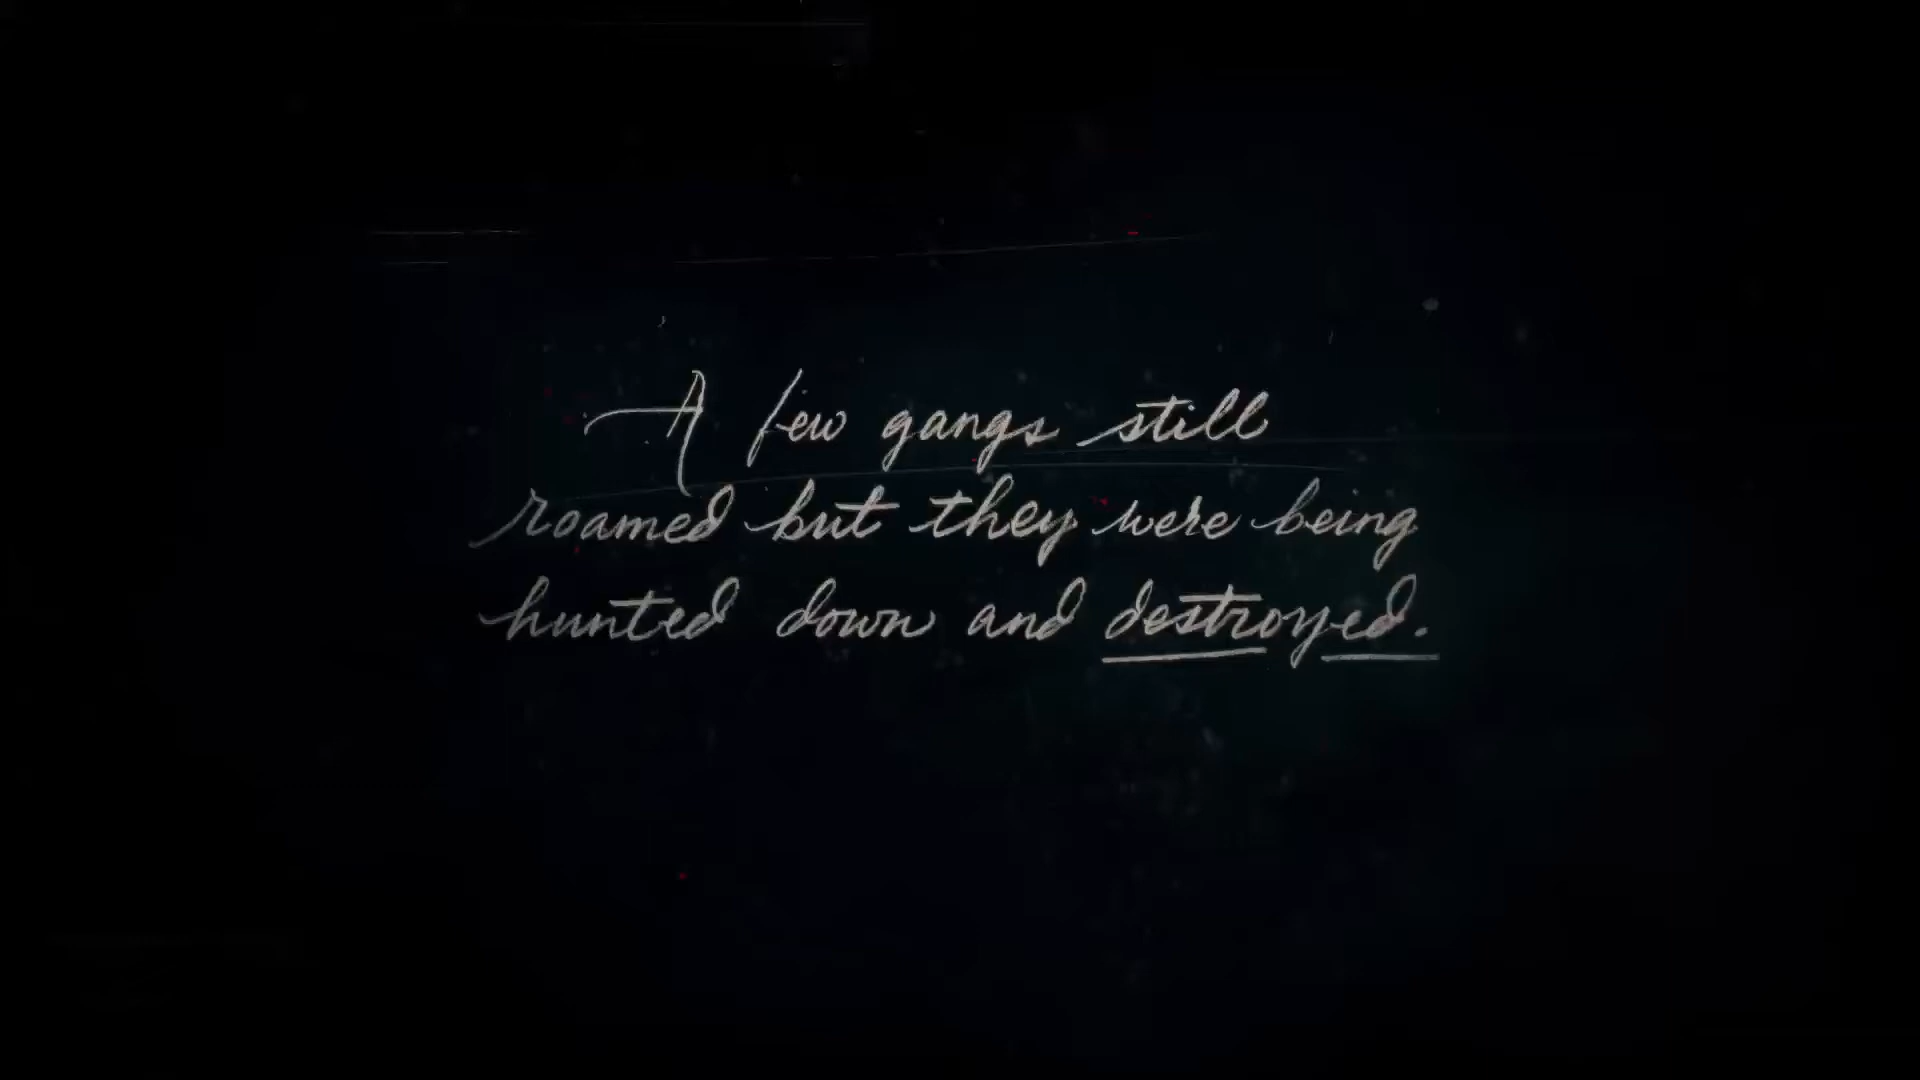 A few gangs still
roamed but they were being
hunted down and destroyed.